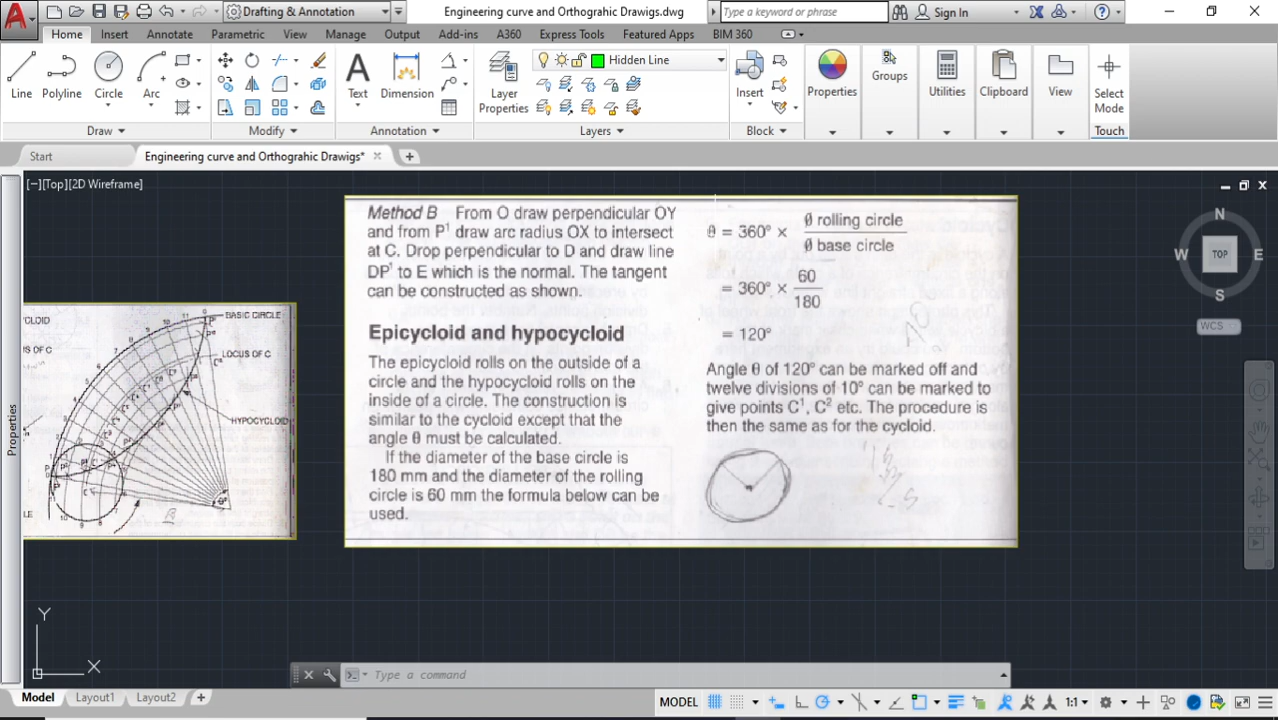 Drafting & Annotation
Engineering curve and Orthograhic Drawigs.dwg
Type a keyword or phrase
Sign In
Home
Insert
Annotate
Parametric
View
Manage
Output
Add-ins
A360
Express Tools
Featured Apps
BIM 360
Line
Polyline
Circle
Arc
Text
Dimension
Layer
Properties
Hidden Line
Insert
Properties
Groups
Utilities
Clipboard
View
Select
Mode
Draw
Modify
Annotation
Layers
Block
Touch
Start
Engineering curve and Orthograhic Drawigs*
[−][Top][2D Wireframe]
Properties
BASIC CIRCLE
LOCUS OF C
HYPOCYCLOID
Method B From O draw perpendicular OY
and from P¹ draw arc radius OX to intersect
at C. Drop perpendicular to D and draw line
DP¹ to E which is the normal. The tangent
can be constructed as shown.
Epicycloid and hypocycloid
The epicycloid rolls on the outside of a
circle and the hypocycloid rolls on the
inside of a circle. The construction is
similar to the cycloid except that the
angle θ must be calculated.
If the diameter of the base circle is
180 mm and the diameter of the rolling
circle is 60 mm the formula below can be
used.
θ = 360° × Ø rolling circle
Ø base circle
= 360° × 60
180
= 120°
Angle θ of 120° can be marked off and
twelve divisions of 10° can be marked to
give points C¹, C² etc. The procedure is
then the same as for the cycloid.
N
W
TOP
E
S
WCS
Y
X
Type a command
Model
Layout1
Layout2
MODEL
1:1